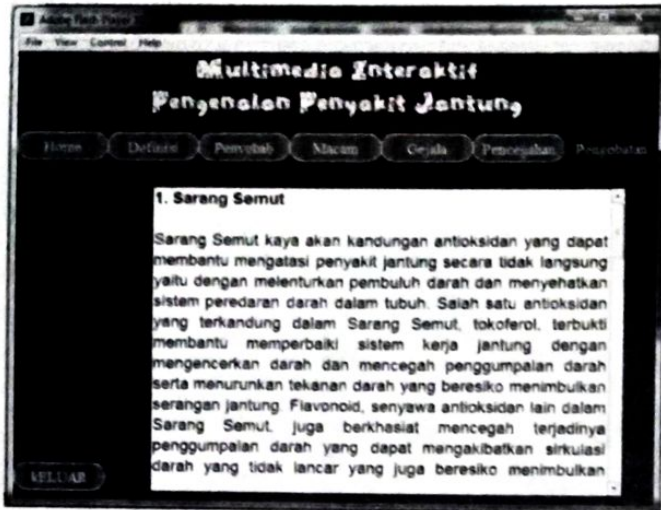 Adobe Flash Player
File View Control Help
Multimedia Interaktif
Pengenalan Penyakit Jantung
Home Definisi Penyebab Macam Gejala Pencegahan Pengobatan
1. Sarang Semut
Sarang Semut kaya akan kandungan antioksidan yang dapat
membantu mengatasi penyakit jantung secara tidak langsung
yaitu dengan melenturkan pembuluh darah dan menyehatkan
sistem peredaran darah dalam tubuh. Salah satu antioksidan
yang terkandung dalam Sarang Semut, tokoferol, terbukti
membantu memperbaiki sistem kerja jantung dengan
mengencerkan darah dan mencegah penggumpalan darah
serta menurunkan tekanan darah yang beresiko menimbulkan
serangan jantung. Flavonoid, senyawa antioksidan lain dalam
Sarang Semut, juga berkhasiat mencegah terjadinya
penggumpalan darah yang dapat mengakibatkan sirkulasi
darah yang tidak lancar yang juga beresiko menimbulkan
KELUAR